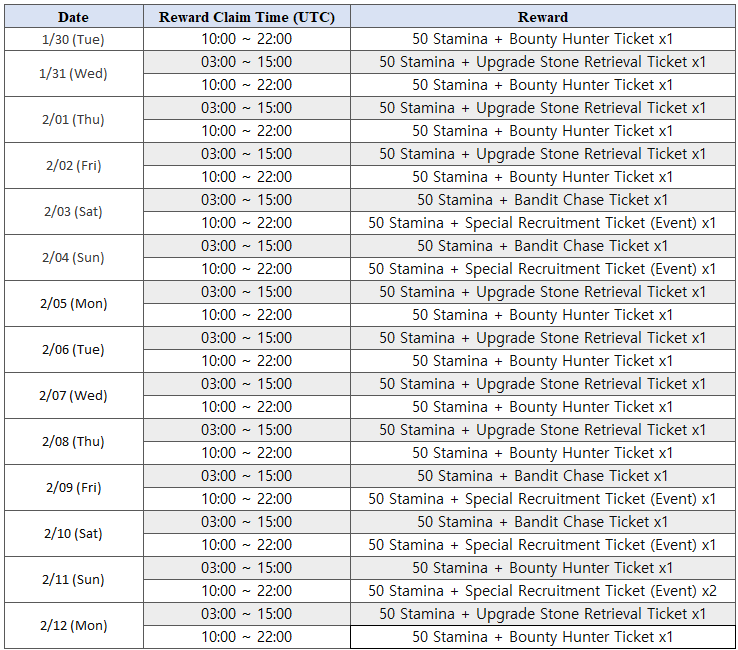 Date Reward Claim Time (UTC) Reward
1/30 (Tue) 10:00 ~ 22:00 50 Stamina + Bounty Hunter Ticket x1
1/31 (Wed) 03:00 ~ 15:00 50 Stamina + Upgrade Stone Retrieval Ticket x1
10:00 ~ 22:00 50 Stamina + Bounty Hunter Ticket x1
2/01 (Thu) 03:00 ~ 15:00 50 Stamina + Upgrade Stone Retrieval Ticket x1
10:00 ~ 22:00 50 Stamina + Bounty Hunter Ticket x1
2/02 (Fri) 03:00 ~ 15:00 50 Stamina + Upgrade Stone Retrieval Ticket x1
10:00 ~ 22:00 50 Stamina + Bounty Hunter Ticket x1
2/03 (Sat) 03:00 ~ 15:00 50 Stamina + Bandit Chase Ticket x1
10:00 ~ 22:00 50 Stamina + Special Recruitment Ticket (Event) x1
2/04 (Sun) 03:00 ~ 15:00 50 Stamina + Bandit Chase Ticket x1
10:00 ~ 22:00 50 Stamina + Special Recruitment Ticket (Event) x1
2/05 (Mon) 03:00 ~ 15:00 50 Stamina + Upgrade Stone Retrieval Ticket x1
10:00 ~ 22:00 50 Stamina + Bounty Hunter Ticket x1
2/06 (Tue) 03:00 ~ 15:00 50 Stamina + Upgrade Stone Retrieval Ticket x1
10:00 ~ 22:00 50 Stamina + Bounty Hunter Ticket x1
2/07 (Wed) 03:00 ~ 15:00 50 Stamina + Upgrade Stone Retrieval Ticket x1
10:00 ~ 22:00 50 Stamina + Bounty Hunter Ticket x1
2/08 (Thu) 03:00 ~ 15:00 50 Stamina + Upgrade Stone Retrieval Ticket x1
10:00 ~ 22:00 50 Stamina + Bounty Hunter Ticket x1
2/09 (Fri) 03:00 ~ 15:00 50 Stamina + Bandit Chase Ticket x1
10:00 ~ 22:00 50 Stamina + Special Recruitment Ticket (Event) x1
2/10 (Sat) 03:00 ~ 15:00 50 Stamina + Bandit Chase Ticket x1
10:00 ~ 22:00 50 Stamina + Special Recruitment Ticket (Event) x1
2/11 (Sun) 03:00 ~ 15:00 50 Stamina + Bounty Hunter Ticket x1
10:00 ~ 22:00 50 Stamina + Special Recruitment Ticket (Event) x2
2/12 (Mon) 03:00 ~ 15:00 50 Stamina + Upgrade Stone Retrieval Ticket x1
10:00 ~ 22:00 50 Stamina + Bounty Hunter Ticket x1